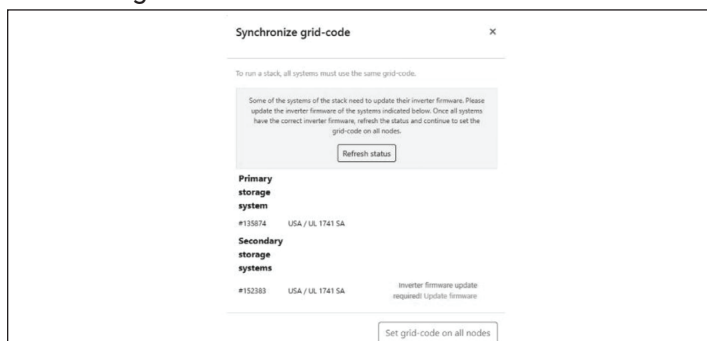 Synchronize grid-code ×
To run a stack, all systems must use the same grid-code.
Some of the systems of the stack need to update their inverter firmware. Please
update the inverter firmware of the systems indicated below. Once all systems
have the correct inverter firmware, refresh the status and continue to set the
grid-code on all nodes.
Refresh status
Primary
storage
system
#135874 USA / UL 1741 SA
Secondary
storage
systems
#152383 USA / UL 1741 SA
Inverter firmware update
required! Update firmware
Set grid-code on all nodes